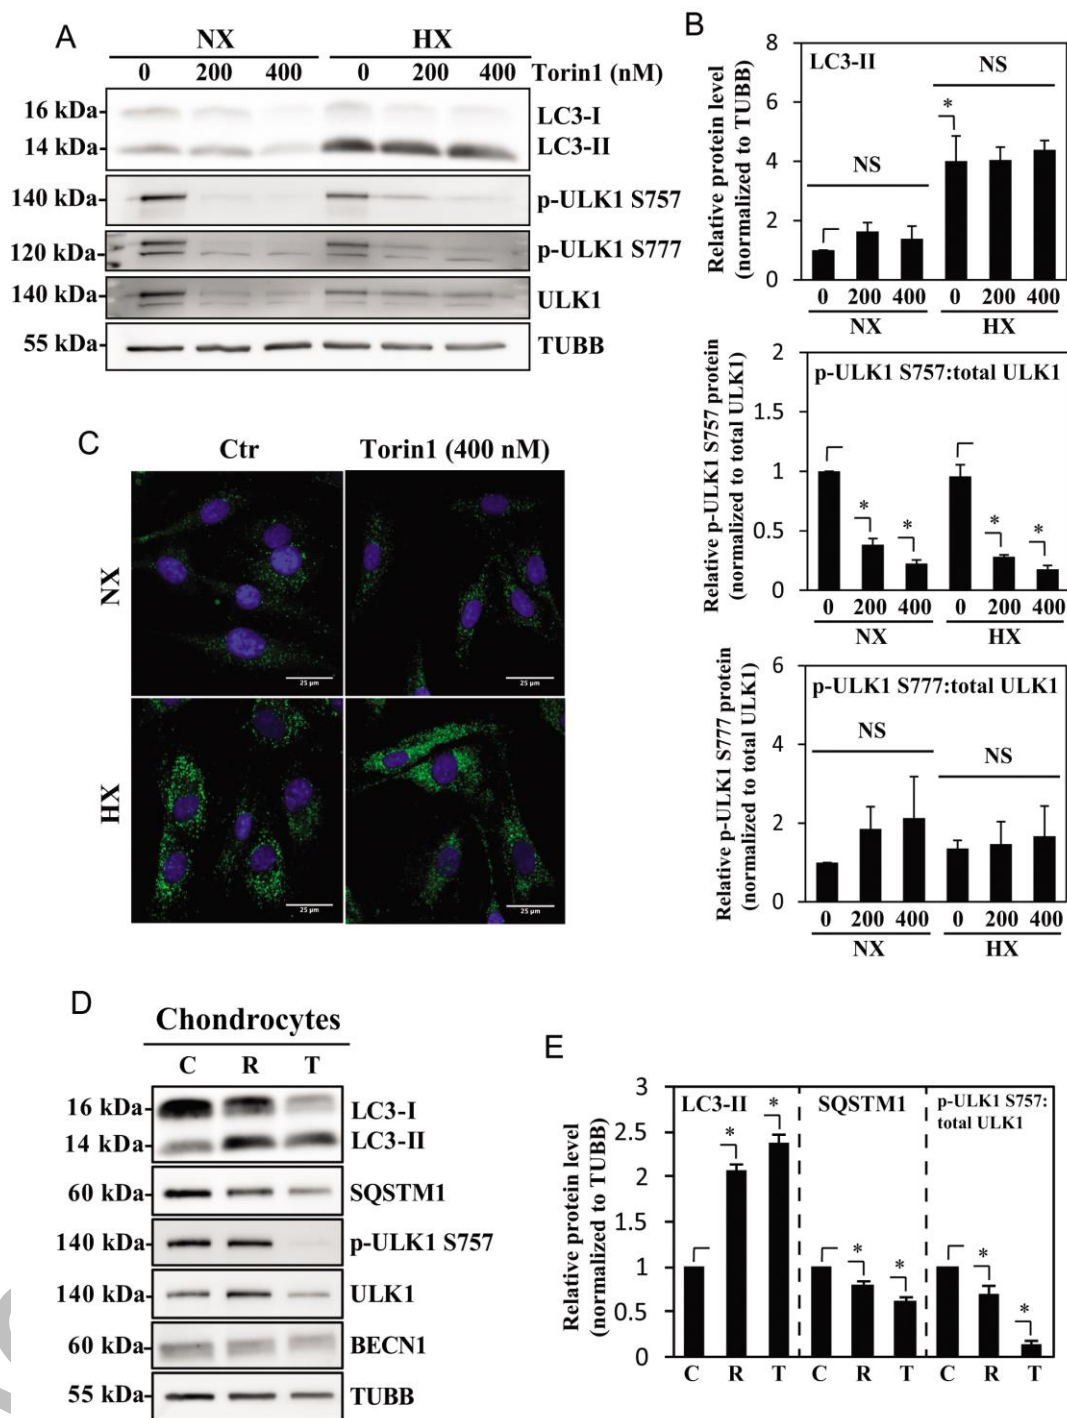 A
NX HX
0 200 400 0 200 400 Torin1 (nM)
16 kDa- LC3-I
14 kDa- LC3-II
140 kDa- p-ULK1 S757
120 kDa- p-ULK1 S777
140 kDa- ULK1
55 kDa- TUBB
B
Relative protein level
(normalized to TUBB)
8
6
4
2
0
LC3-II
NS
NS
*
0 200 400 0 200 400
NX HX
Relative p-ULK1 S757 protein
(normalized to total ULK1)
2
1.5
1
0.5
0
p-ULK1 S757:total ULK1
* * * *
0 200 400 0 200 400
NX HX
Relative p-ULK1 S777 protein
(normalized to total ULK1)
6
4
2
0
p-ULK1 S777:total ULK1
NS NS
0 200 400 0 200 400
NX HX
C
Ctr Torin1 (400 nM)
NX
25 µm 25 µm
HX
25 µm 25 µm
D
Chondrocytes
C R T
16 kDa- LC3-I
14 kDa- LC3-II
60 kDa- SQSTM1
140 kDa- p-ULK1 S757
140 kDa- ULK1
60 kDa- BECN1
55 kDa- TUBB
E
Relative protein level
(normalized to TUBB)
3
2.5
2
1.5
1
0.5
0
LC3-II SQSTM1 p-ULK1 S757:
total ULK1
* * * * * *
C R T C R T C R T